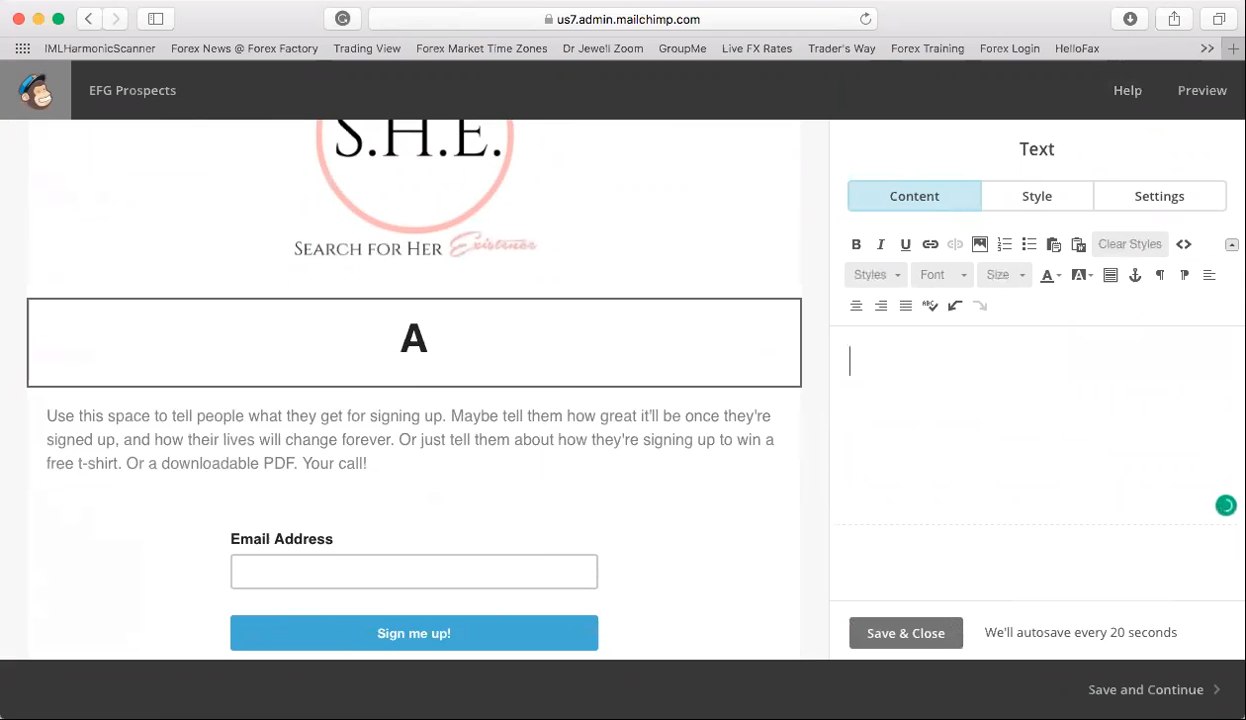 us7.admin.mailchimp.com
IMLHarmonicScanner Forex News @ Forex Factory Trading View Forex Market Time Zones Dr Jewell Zoom GroupMe Live FX Rates Trader's Way Forex Training Forex Login HelloFax >>
EFG Prospects Help Preview
S.H.E.
SEARCH FOR HER Existence
A
Use this space to tell people what they get for signing up. Maybe tell them how great it'll be once they're
signed up, and how their lives will change forever. Or just tell them about how they're signing up to win a
free t-shirt. Or a downloadable PDF. Your call!
Email Address
Sign me up!
Text
Content Style Settings
B I U Clear Styles
Styles Font Size A A
ABC
Save & Close We'll autosave every 20 seconds
Save and Continue